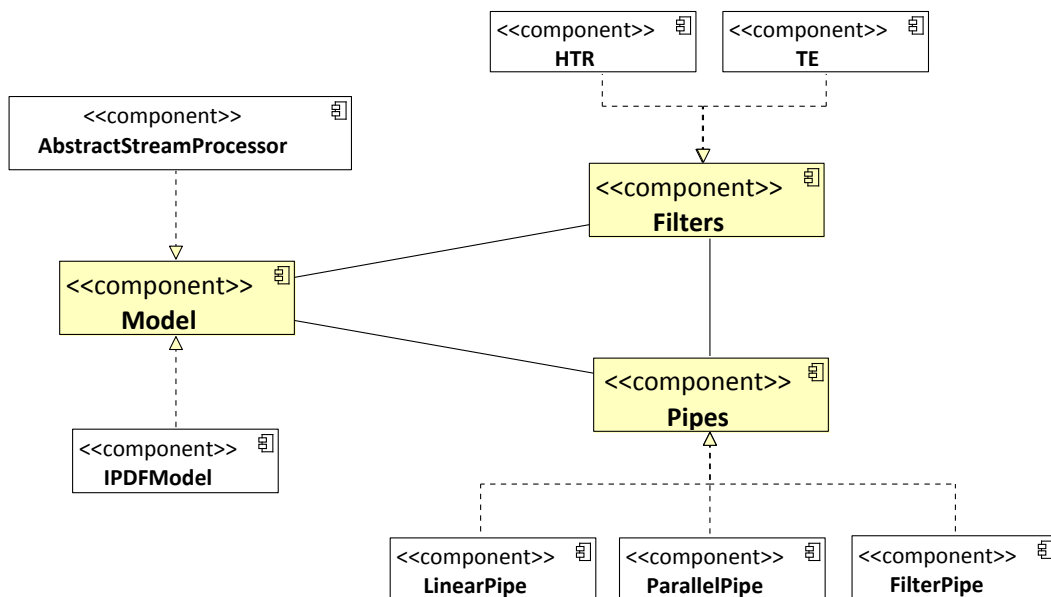 <<component>>
HTR
<<component>>
TE
<<component>>
AbstractStreamProcessor
<<component>>
Filters
<<component>>
Model
<<component>>
Pipes
<<component>>
IPDFModel
<<component>>
LinearPipe
<<component>>
ParallelPipe
<<component>>
FilterPipe